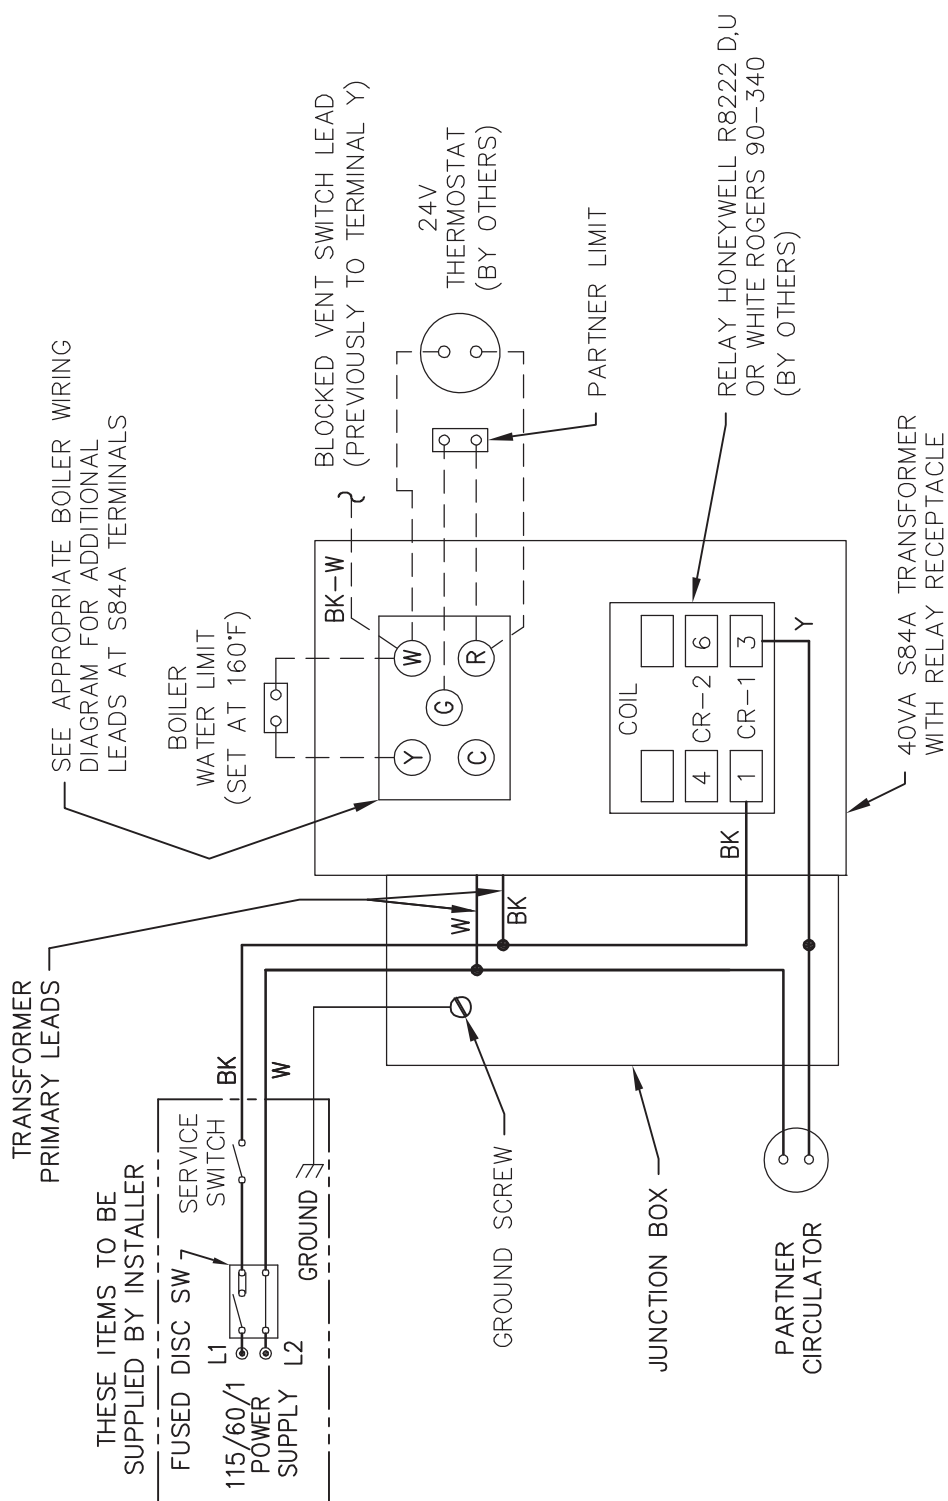 THESE ITEMS TO BE
SUPPLIED BY INSTALLER
FUSED DISC SW
SERVICE
SWITCH
L1
L2
115/60/1
POWER
SUPPLY
GROUND
BK
W
TRANSFORMER
PRIMARY LEADS
SEE APPROPRIATE BOILER WIRING
DIAGRAM FOR ADDITIONAL
LEADS AT S84A TERMINALS
BOILER
WATER LIMIT
(SET AT 160°F)
BK-W
BLOCKED VENT SWITCH LEAD
(PREVIOUSLY TO TERMINAL Y)
24V
THERMOSTAT
(BY OTHERS)
PARTNER LIMIT
Y
W
G
C
R
W
BK
COIL
4
CR-2
6
1
CR-1
3
BK
Y
RELAY HONEYWELL R8222 D,U
OR WHITE ROGERS 90-340
(BY OTHERS)
40VA S84A TRANSFORMER
WITH RELAY RECEPTACLE
GROUND SCREW
JUNCTION BOX
PARTNER
CIRCULATOR